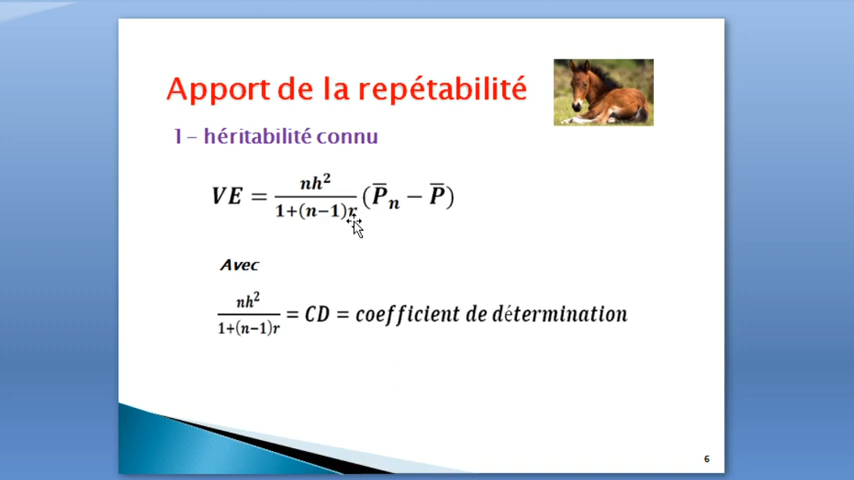 Apport de la repétabilité
1 – héritabilité connu
VE = nh²/1+(n−1)r (P̅n − P̅)
Avec
nh²/1+(n−1)r = CD = coefficient de détermination
6